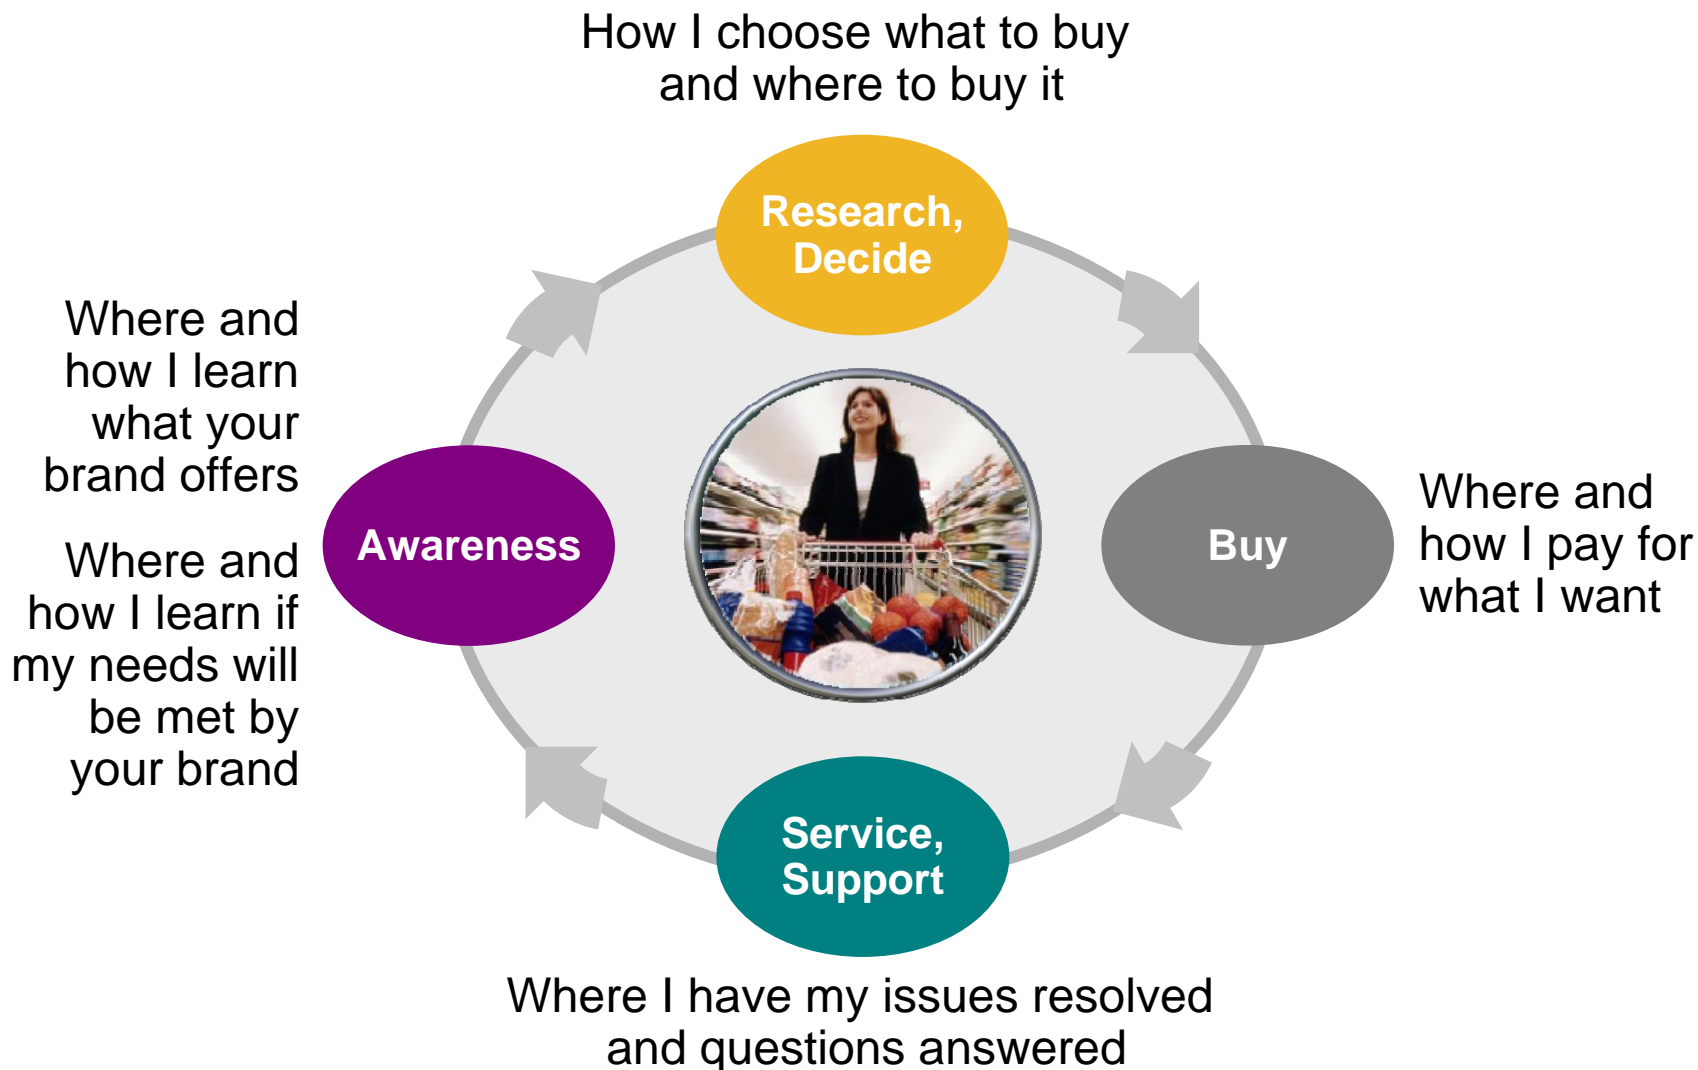 How I choose what to buy
and where to buy it
Research,
Decide
Where and
how I learn
what your
brand offers
Where and
how I learn if
my needs will
be met by
your brand
Awareness
Buy
Where and
how I pay for
what I want
Service,
Support
Where I have my issues resolved
and questions answered